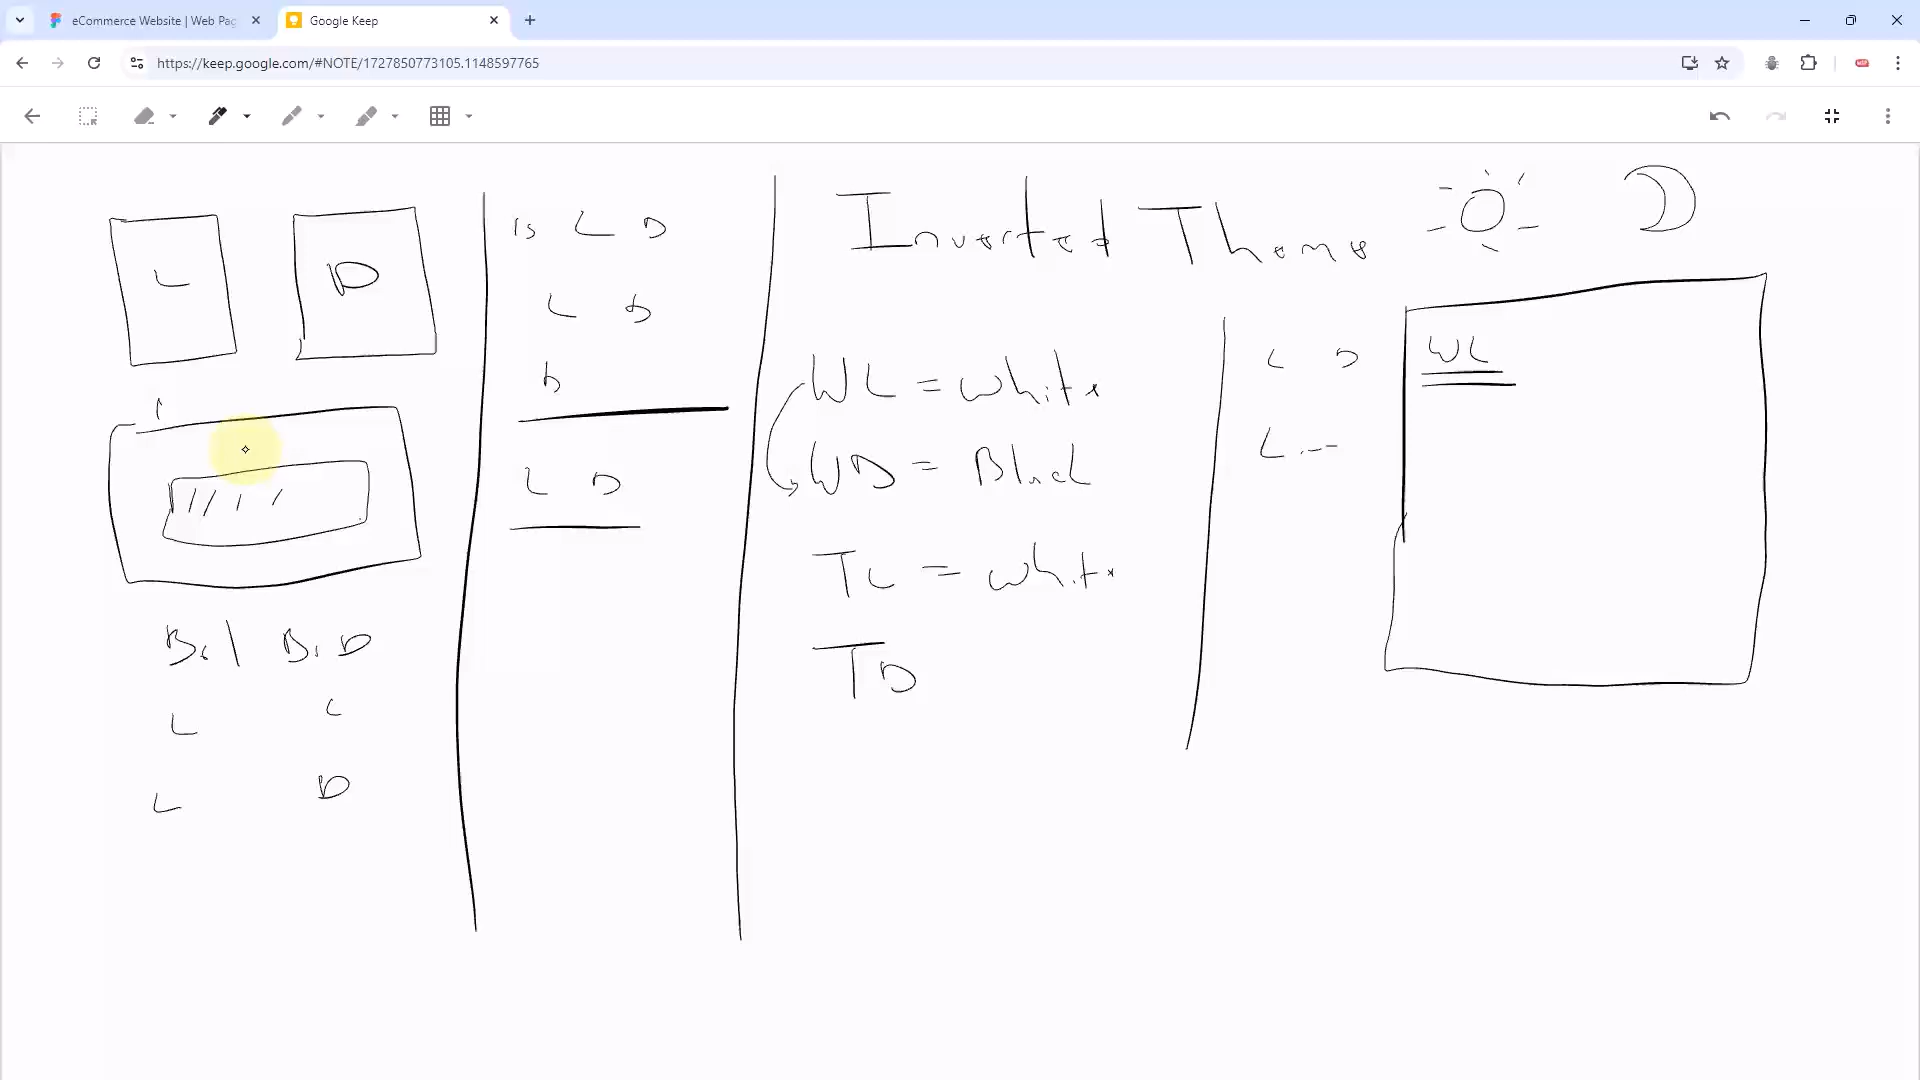 eCommerce Website | Web Pag
Google Keep
https://keep.google.com/#NOTE/1727850773105.1148597765
L D
is L D
L b
b
L D
L L
L D
Inverted Theme
WL = white
WD = Black
TL = white
TD
L D
L --
WL